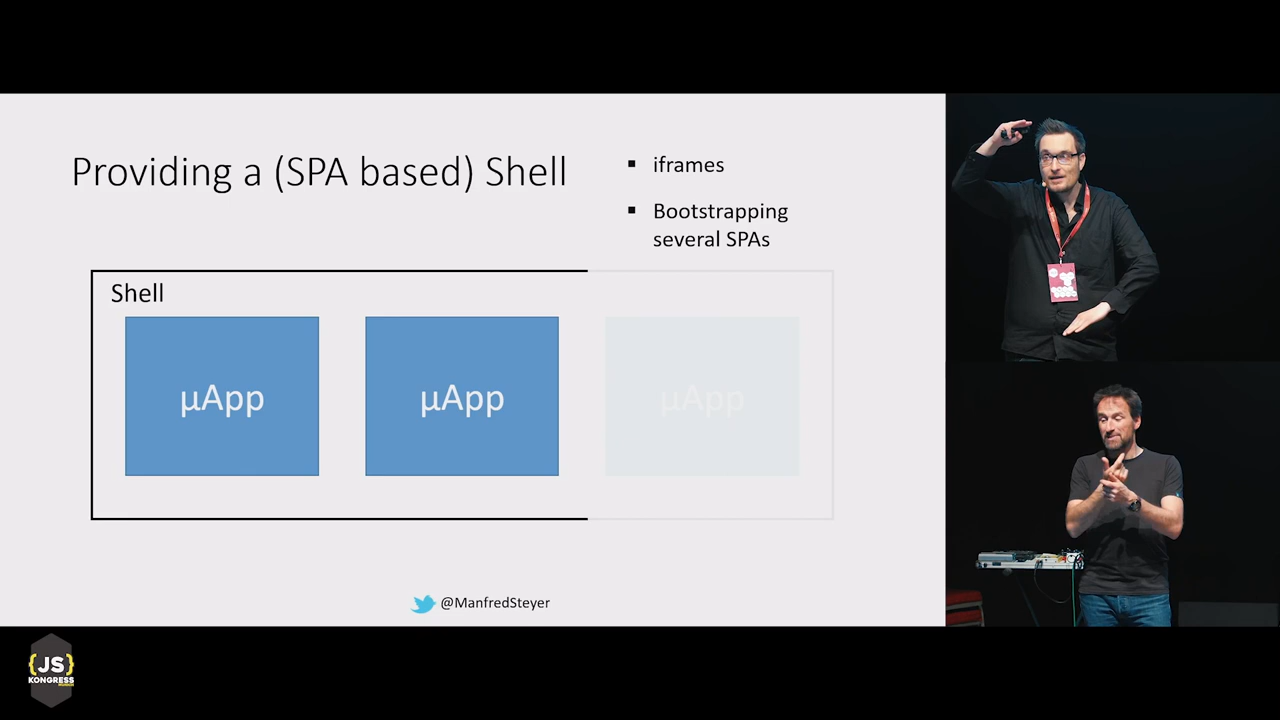 Providing a (SPA based) Shell
▪ iframes
▪ Bootstrapping
several SPAs
Shell
µApp
µApp
µApp
@ManfredSteyer
{JS}
KONGRESS